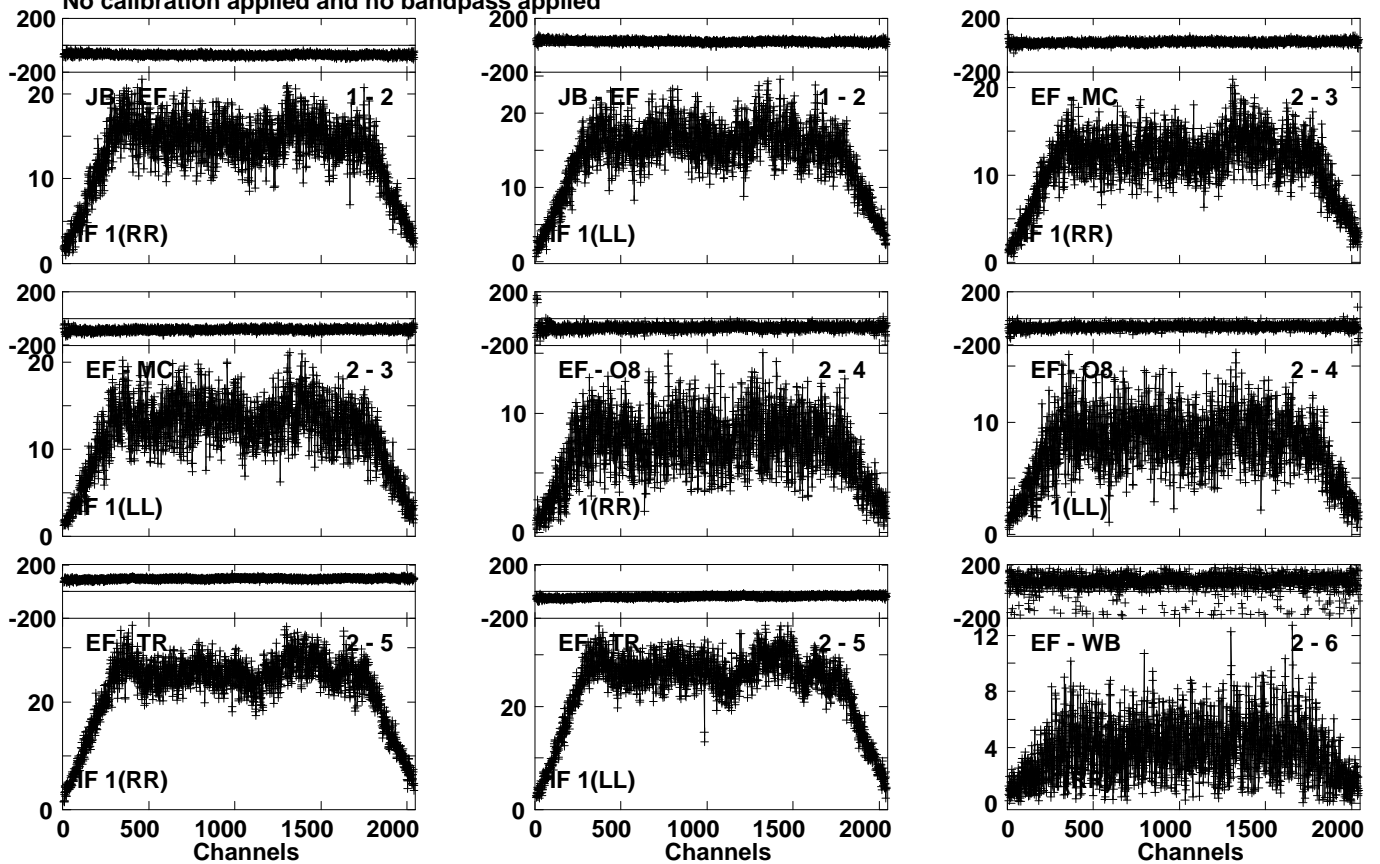 No calibration applied and no bandpass applied
200
-200
20
10
0
JB - EF 1 - 2
IF 1(RR)
200
-200
20
10
0
JB - EF 1 - 2
IF 1(LL)
200
-200
20
10
0
EF - MC 2 - 3
IF 1(RR)
200
-200
20
10
0
EF - MC 2 - 3
IF 1(LL)
200
-200
10
0
EF - O8 2 - 4
IF 1(RR)
200
-200
10
0
EF - O8 2 - 4
IF 1(LL)
200
-200
20
0
EF - TR 2 - 5
IF 1(RR)
0 500 1000 1500 2000
Channels
200
-200
20
0
EF - TR 2 - 5
IF 1(LL)
0 500 1000 1500 2000
Channels
200
-200
12
8
4
0
EF - WB 2 - 6
0 500 1000 1500 2000
Channels